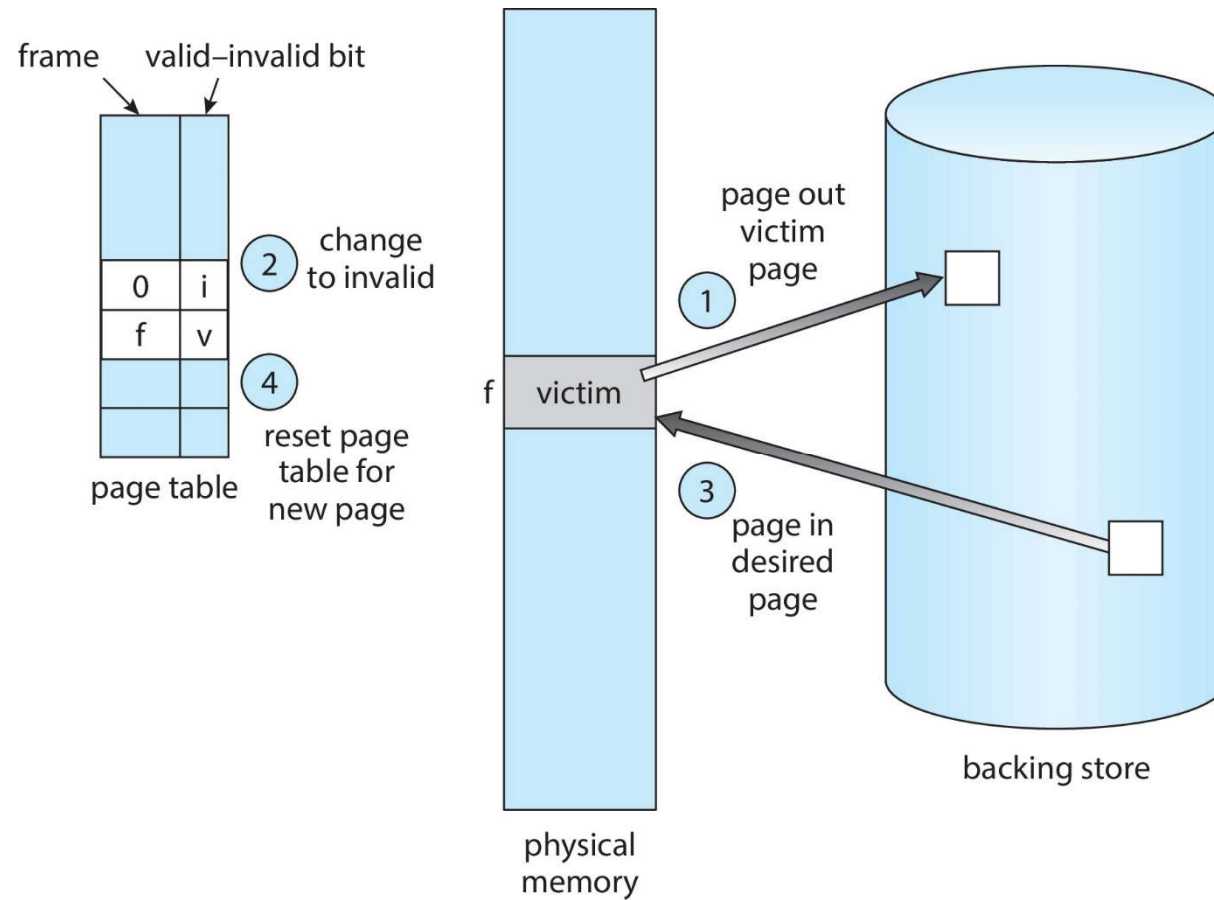 frame
valid–invalid bit
0
i
f
v
2
change
to invalid
4
reset page
table for
new page
page table
f
victim
physical
memory
1
page out
victim
page
3
page in
desired
page
backing store